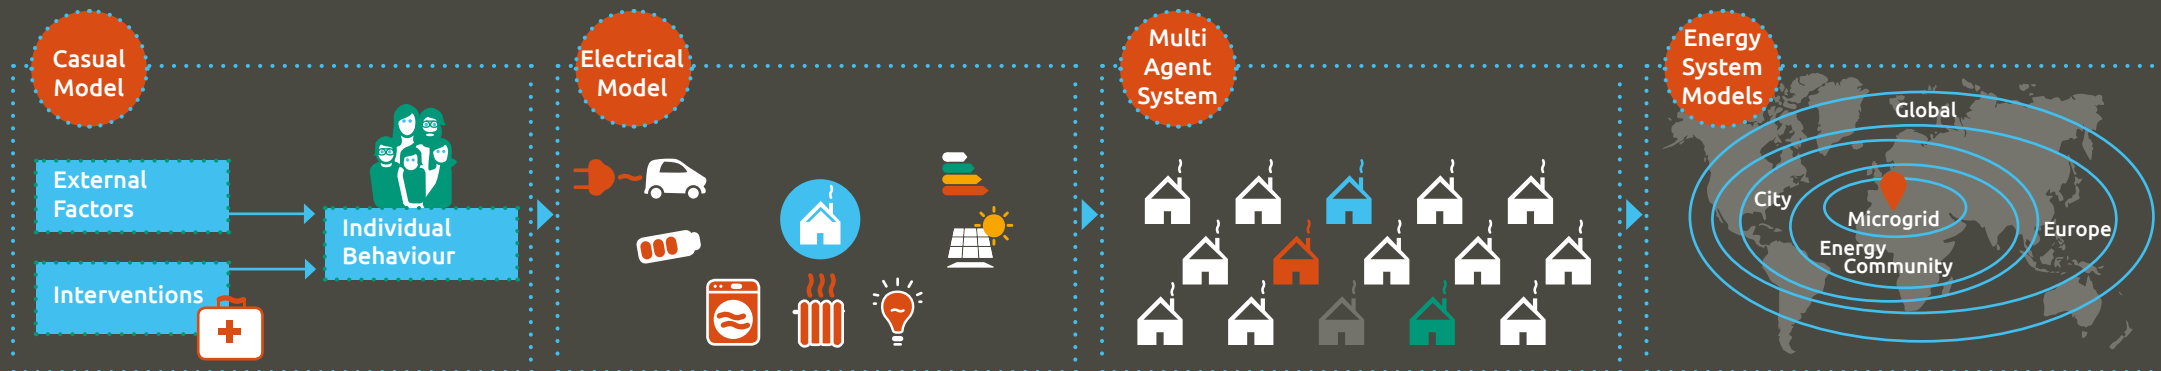 Casual
Model
External
Factors
Interventions
Individual
Behaviour
Electrical
Model
Multi
Agent
System
Energy
System
Models
Global
City
Microgrid
Europe
Energy
Community